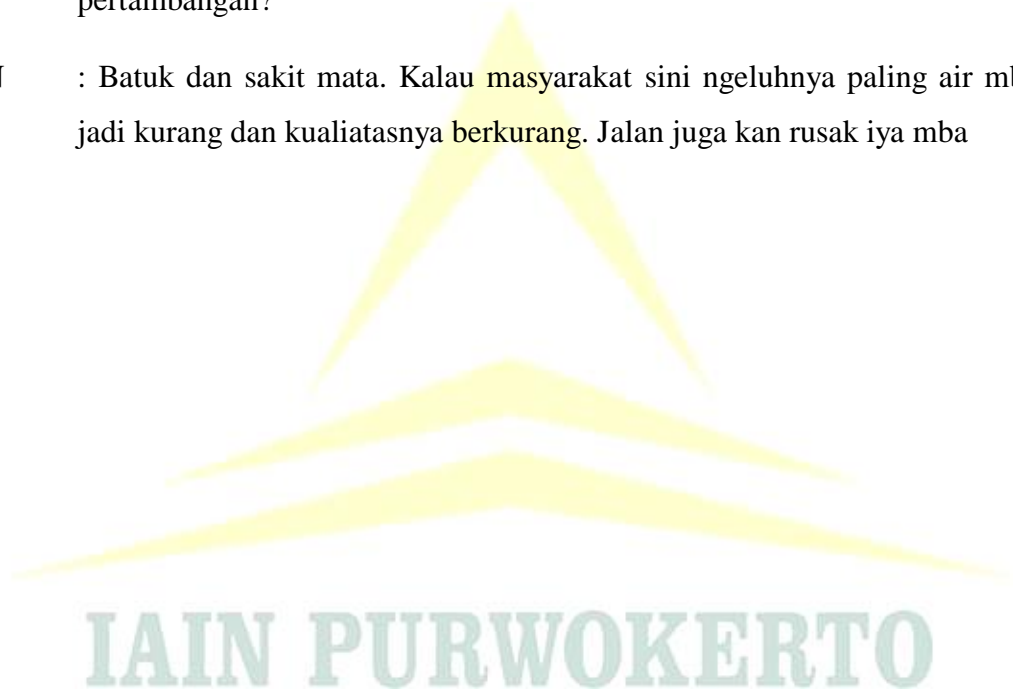 pertambangan?
: Batuk dan sakit mata. Kalau masyarakat sini ngeluhnya paling air
jadi kurang dan kualiatasnya berkurang. Jalan juga kan rusak iya mba
IAIN PURWOKERTO